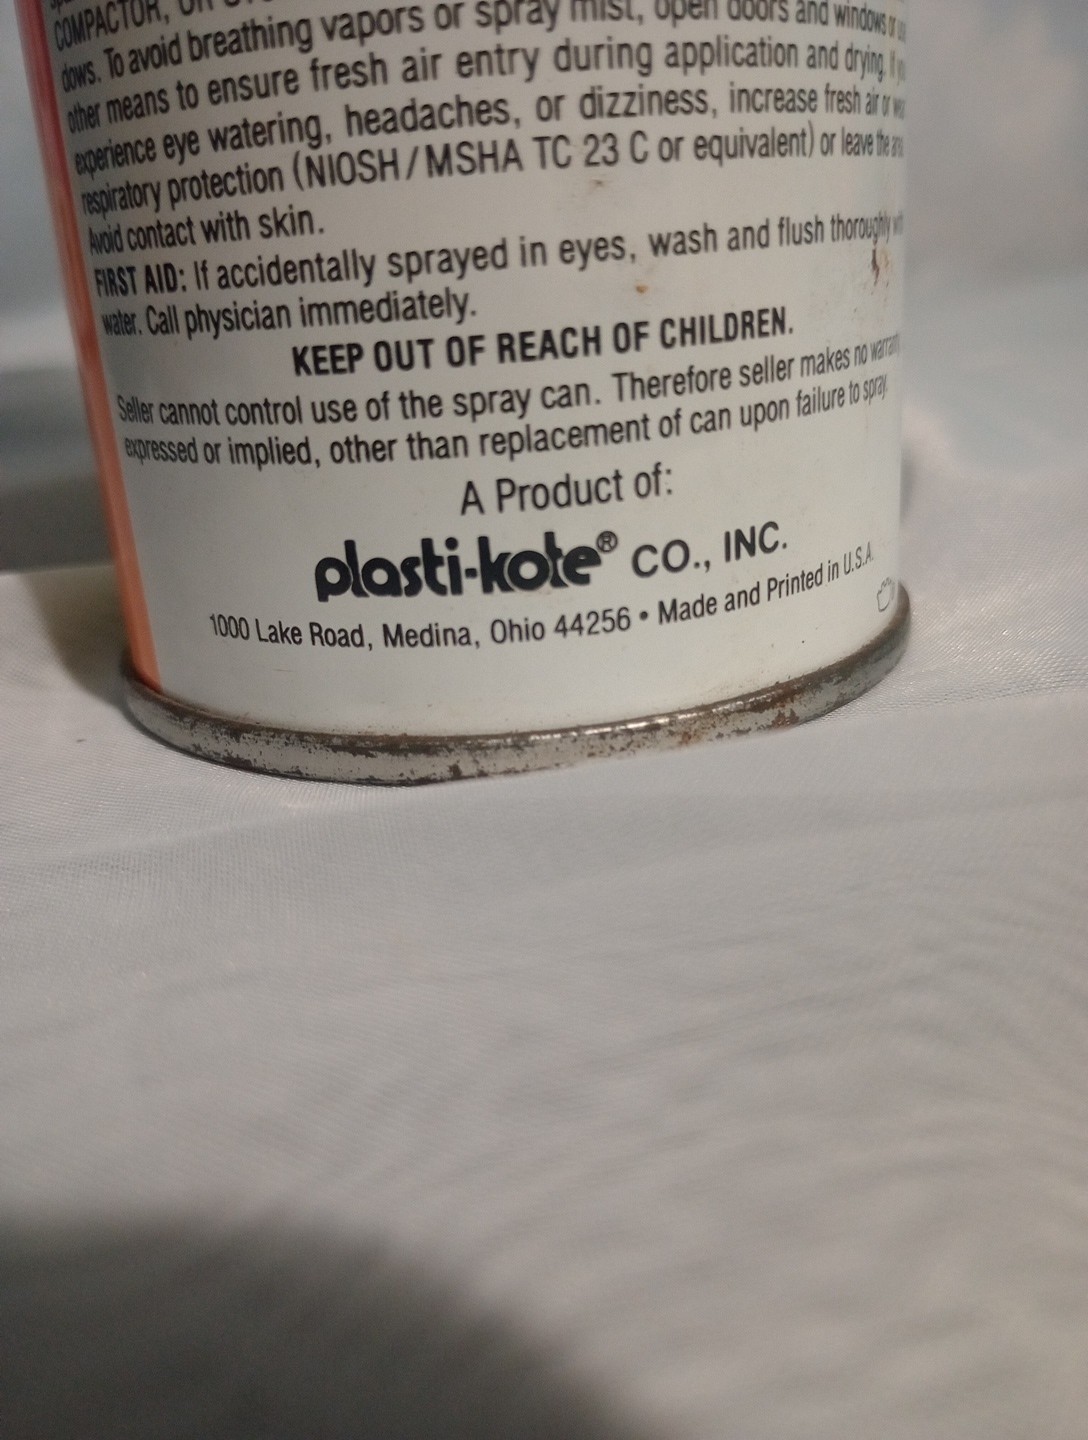 COMPACTOR, OR
dows. To avoid breathing vapors or spray mist, open doors and windows or
other means to ensure fresh air entry during application and drying. If
experience eye watering, headaches, or dizziness, increase fresh air or
respiratory protection (NIOSH/MSHA TC 23 C or equivalent) or leave the
Avoid contact with skin.
FIRST AID: If accidentally sprayed in eyes, wash and flush thoroughly
water. Call physician immediately.
KEEP OUT OF REACH OF CHILDREN.
Seller cannot control use of the spray can. Therefore seller makes no
expressed or implied, other than replacement of can upon failure to spray.
A Product of:
plasti-kote® CO., INC.
1000 Lake Road, Medina, Ohio 44256 • Made and Printed in U.S.A.